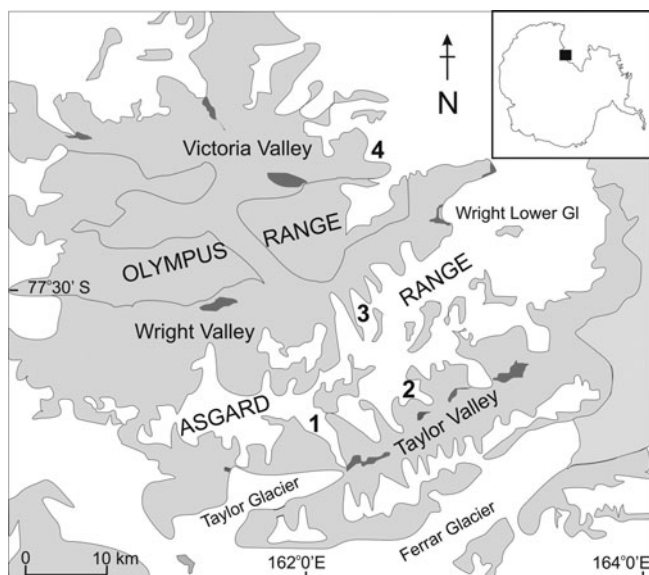 N
Victoria Valley
4
Wright Lower Gl
RANGE
OLYMPUS
77°30' S
RANGE
3
Wright Valley
2
ASGARD
1
Taylor Valley
Taylor Glacier
Ferrar Glacier
0 10 km
162°0'E
164°0'E